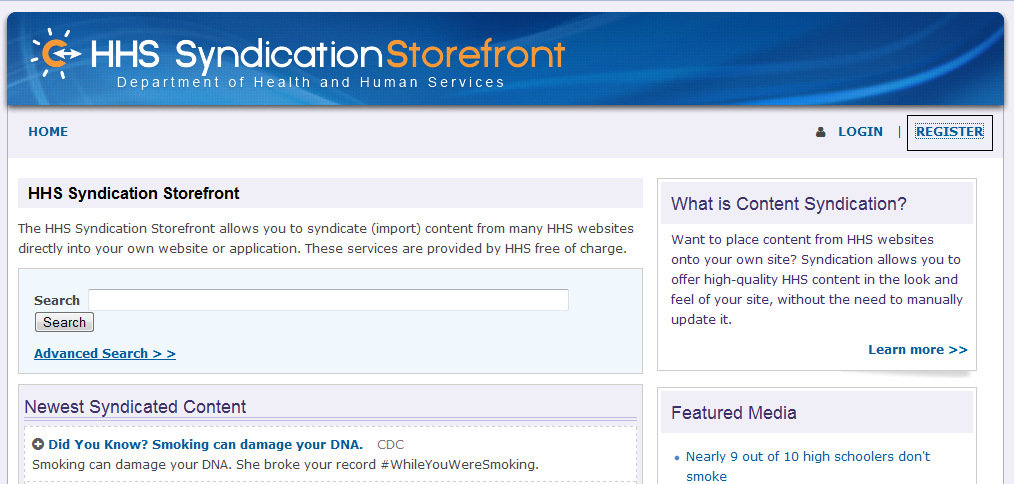 HHS SyndicationStorefront
Department of Health and Human Services
HOME
LOGIN | REGISTER
HHS Syndication Storefront
The HHS Syndication Storefront allows you to syndicate (import) content from many HHS websites
directly into your own website or application. These services are provided by HHS free of charge.
Search
Search
Advanced Search > >
Newest Syndicated Content
Did You Know? Smoking can damage your DNA. CDC
Smoking can damage your DNA. She broke your record #WhileYouWereSmoking.
What is Content Syndication?
Want to place content from HHS websites
onto your own site? Syndication allows you to
offer high-quality HHS content in the look and
feel of your site, without the need to manually
update it.
Learn more >>
Featured Media
Nearly 9 out of 10 high schoolers don't
smoke